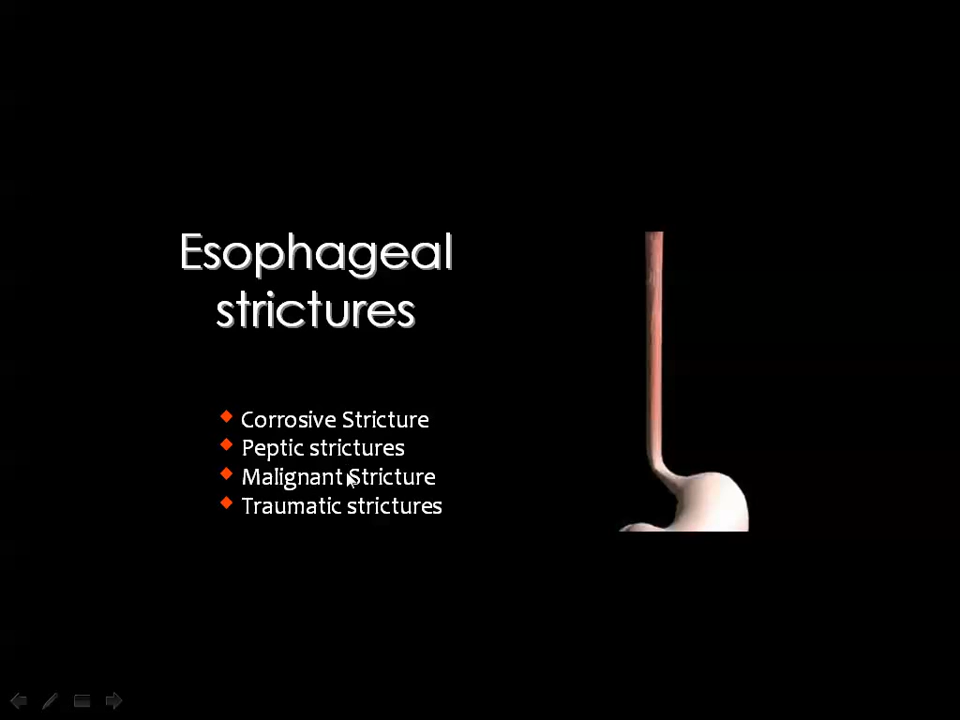 Esophageal
strictures
Corrosive Stricture
Peptic strictures
Malignant Stricture
Traumatic strictures